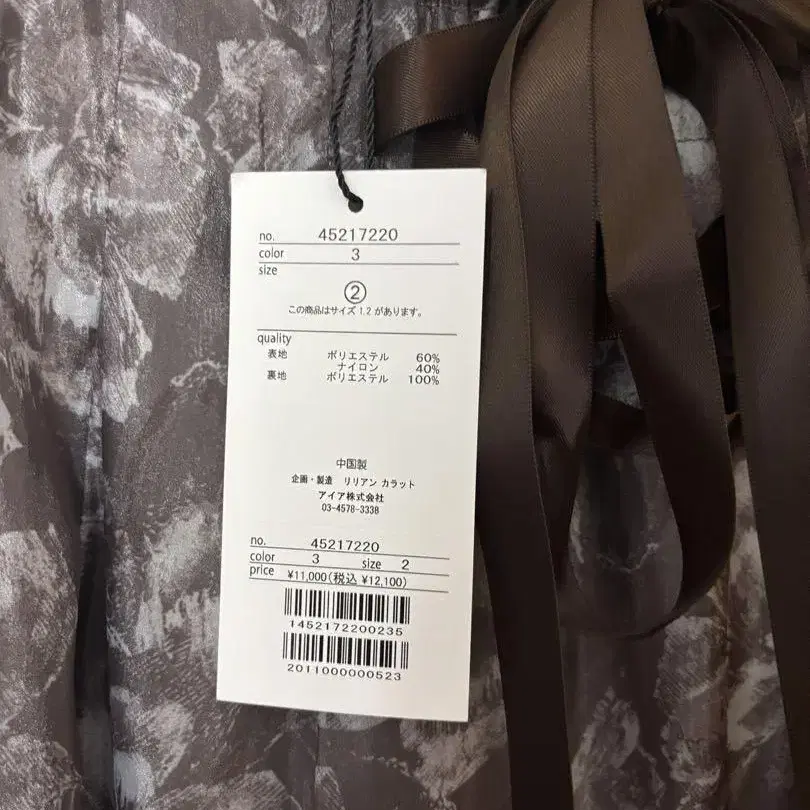 no. 45217220
color 3
size
②
この商品はサイズ 1.2 があります。
quality
表地 ポリエステル 60%
ナイロン 40%
裏地 ポリエステル 100%
中国製
企画・製造 リリアン カラット
アイア株式会社
03-4578-3338
no. 45217220
color 3 size 2
price ¥11,000(税込 ¥12,100)
1452172200235
2011000000523